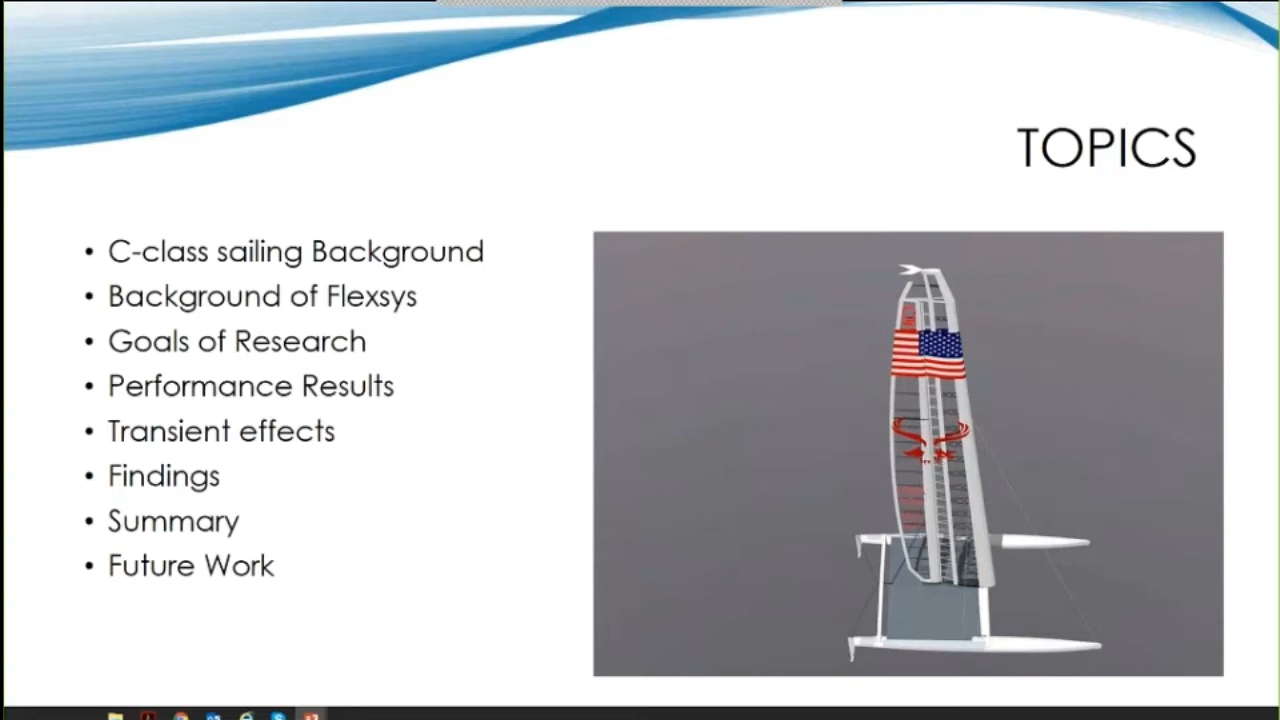 TOPICS
• C-class sailing Background
• Background of Flexsys
• Goals of Research
• Performance Results
• Transient effects
• Findings
• Summary
• Future Work